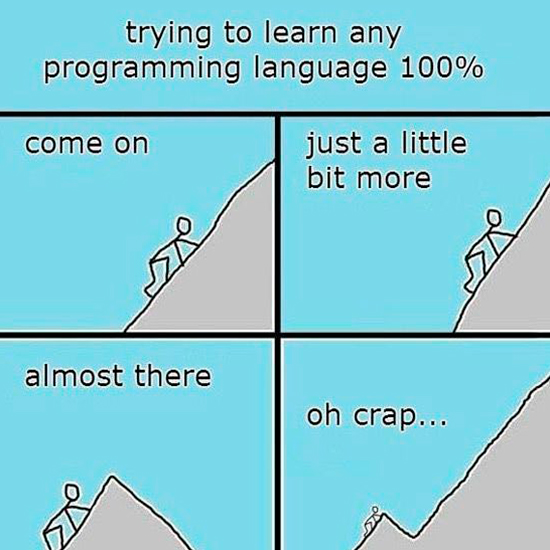 trying to learn any
programming language 100%
come on
just a little
bit more
almost there
oh crap...